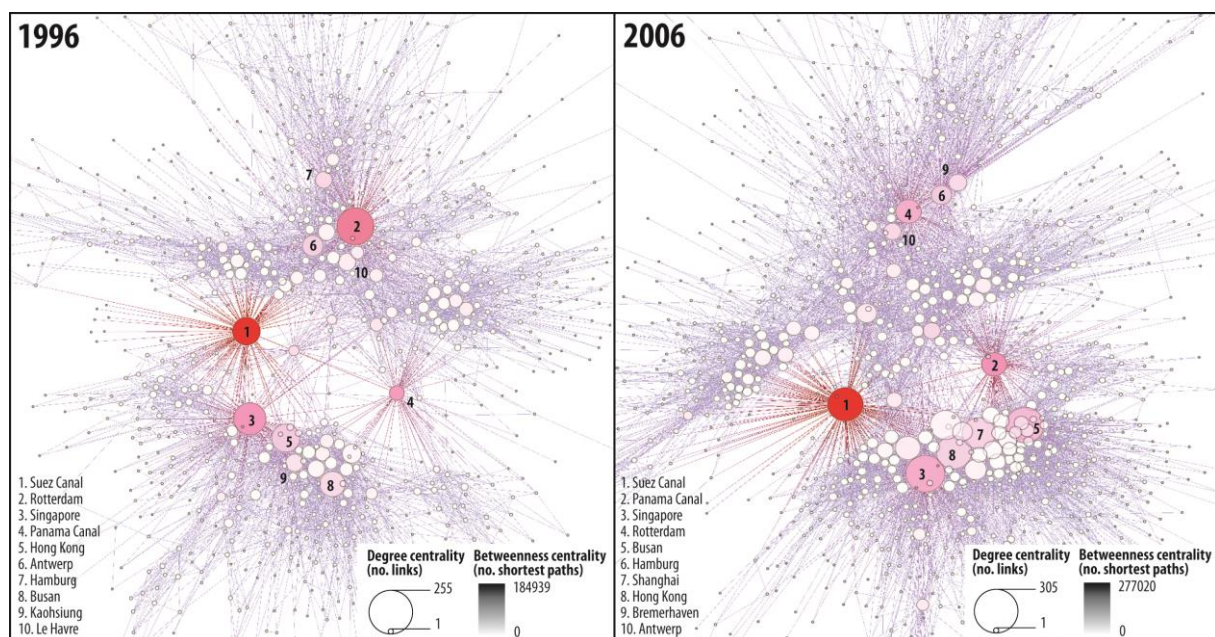 1996
7
2
6
10
1
4
3
5
9
8
1. Suez Canal
2. Rotterdam
3. Singapore
4. Panama Canal
5. Hong Kong
6. Antwerp
7. Hamburg
8. Busan
9. Kaohsiung
10. Le Havre
Degree centrality
(no. links)
255
1
Betweenness centrality
(no. shortest paths)
184939
0
2006
9
6
4
10
2
1
5
7
8
3
1. Suez Canal
2. Panama Canal
3. Singapore
4. Rotterdam
5. Busan
6. Hamburg
7. Shanghai
8. Hong Kong
9. Bremerhaven
10. Antwerp
Degree centrality
(no. links)
305
1
Betweenness centrality
(no. shortest paths)
277020
0